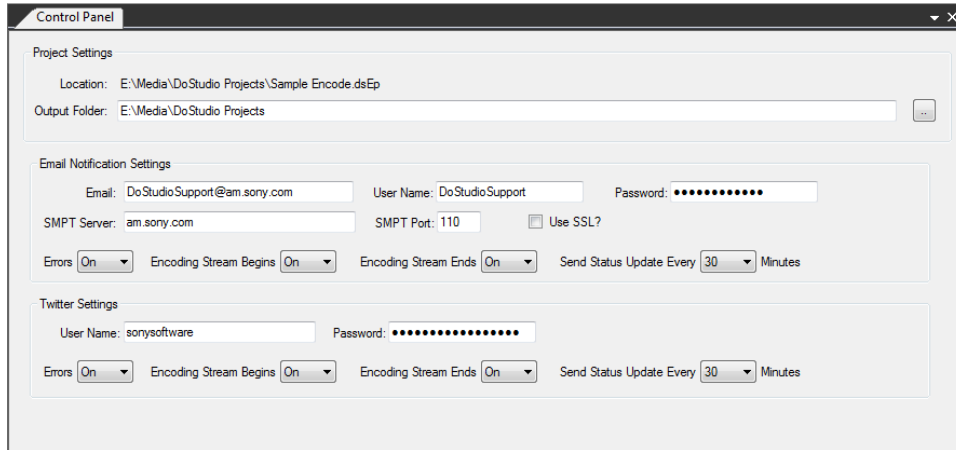 Control Panel
Project Settings
Location: E:\Media\DoStudio Projects\Sample Encode.dsEp
Output Folder: E:\Media\DoStudio Projects ..
Email Notification Settings
Email: DoStudioSupport@am.sony.com User Name: DoStudioSupport Password: ●●●●●●●●●●●●
SMPT Server: am.sony.com SMPT Port: 110 Use SSL?
Errors On Encoding Stream Begins On Encoding Stream Ends On Send Status Update Every 30 Minutes
Twitter Settings
User Name: sonysoftware Password: ●●●●●●●●●●●●●●●●●
Errors On Encoding Stream Begins On Encoding Stream Ends On Send Status Update Every 30 Minutes